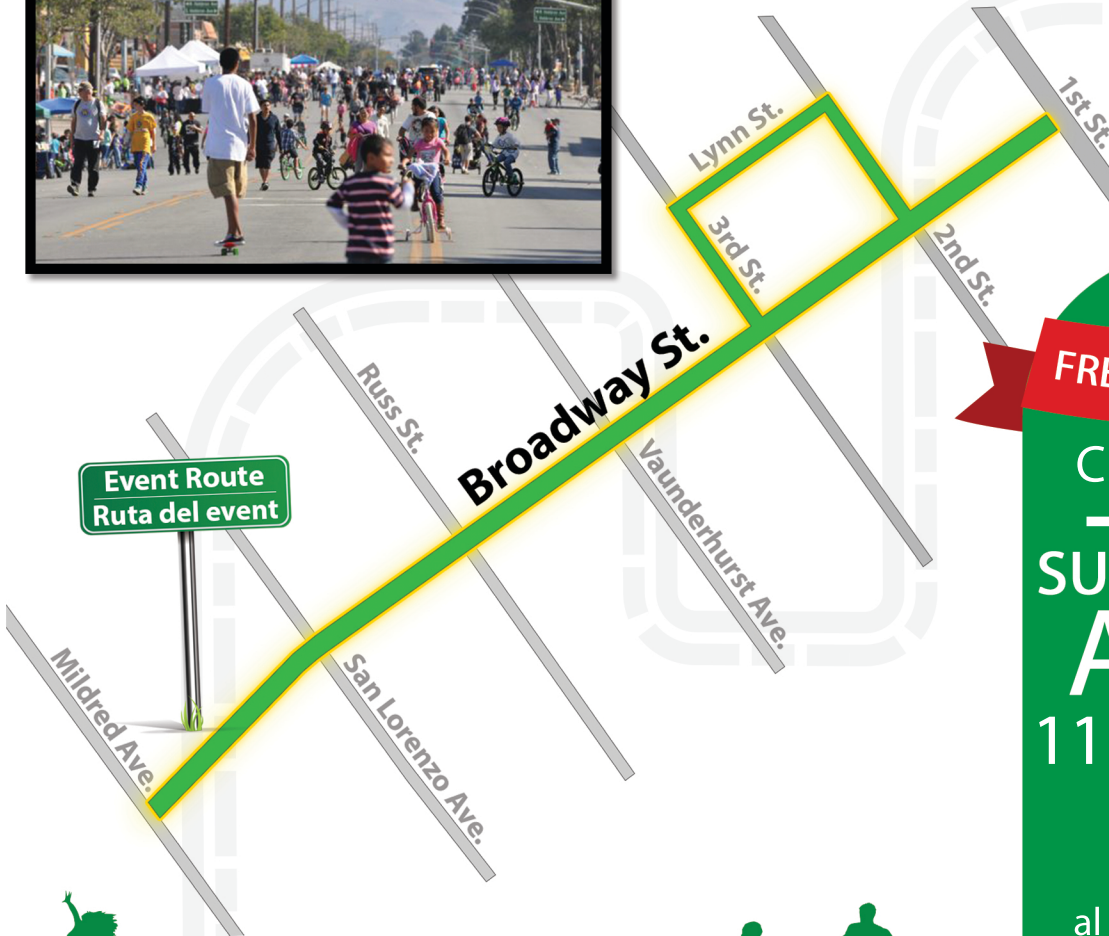 1st St.
Lynn St.
3rd St.
2nd St.
Broadway St.
Russ St.
Vaunderhurst Ave.
Event Route
Ruta del event
San Lorenzo Ave.
Mildred Ave.
FRE
C
SU
A
11
al